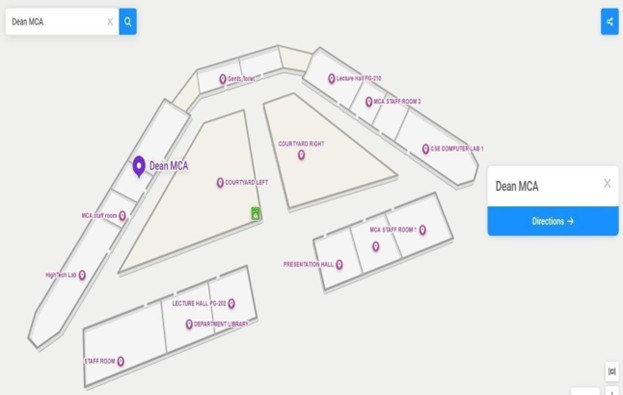 Dean MCA
X
Gents Toilet
Lecture Hall PG-210
MCA STAFF ROOM 2
COURTYARD RIGHT
CSE COMPUTER LAB 1
Dean MCA
COURTYARD LEFT
Dean MCA
X
MCA staff room
Directions →
MCA STAFF ROOM 1
PRESENTATION HALL
HighTech Lab
LECTURE HALL PG-202
DEPARTMENT LIBRARY
STAFF ROOM